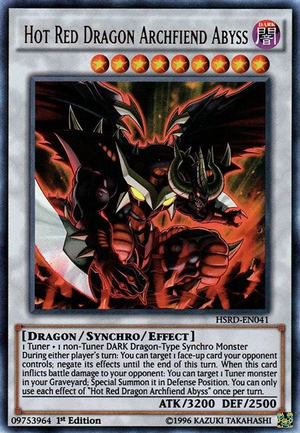 HOT RED DRAGON ARCHFIEND ABYSS
DARK
闇
HSRD-EN041
[DRAGON/SYNCHRO/EFFECT]
1 Tuner + 1 non-Tuner DARK Dragon-Type Synchro Monster
During either player's turn: You can target 1 face-up card your opponent
controls; negate its effects until the end of this turn. When this card
inflicts battle damage to your opponent: You can target 1 Tuner monster
in your Graveyard; Special Summon it in Defense Position. You can only
use each effect of "Hot Red Dragon Archfiend Abyss" once per turn.
ATK/3200 DEF/2500
09753964 1st Edition ©1996 KAZUKI TAKAHASHI